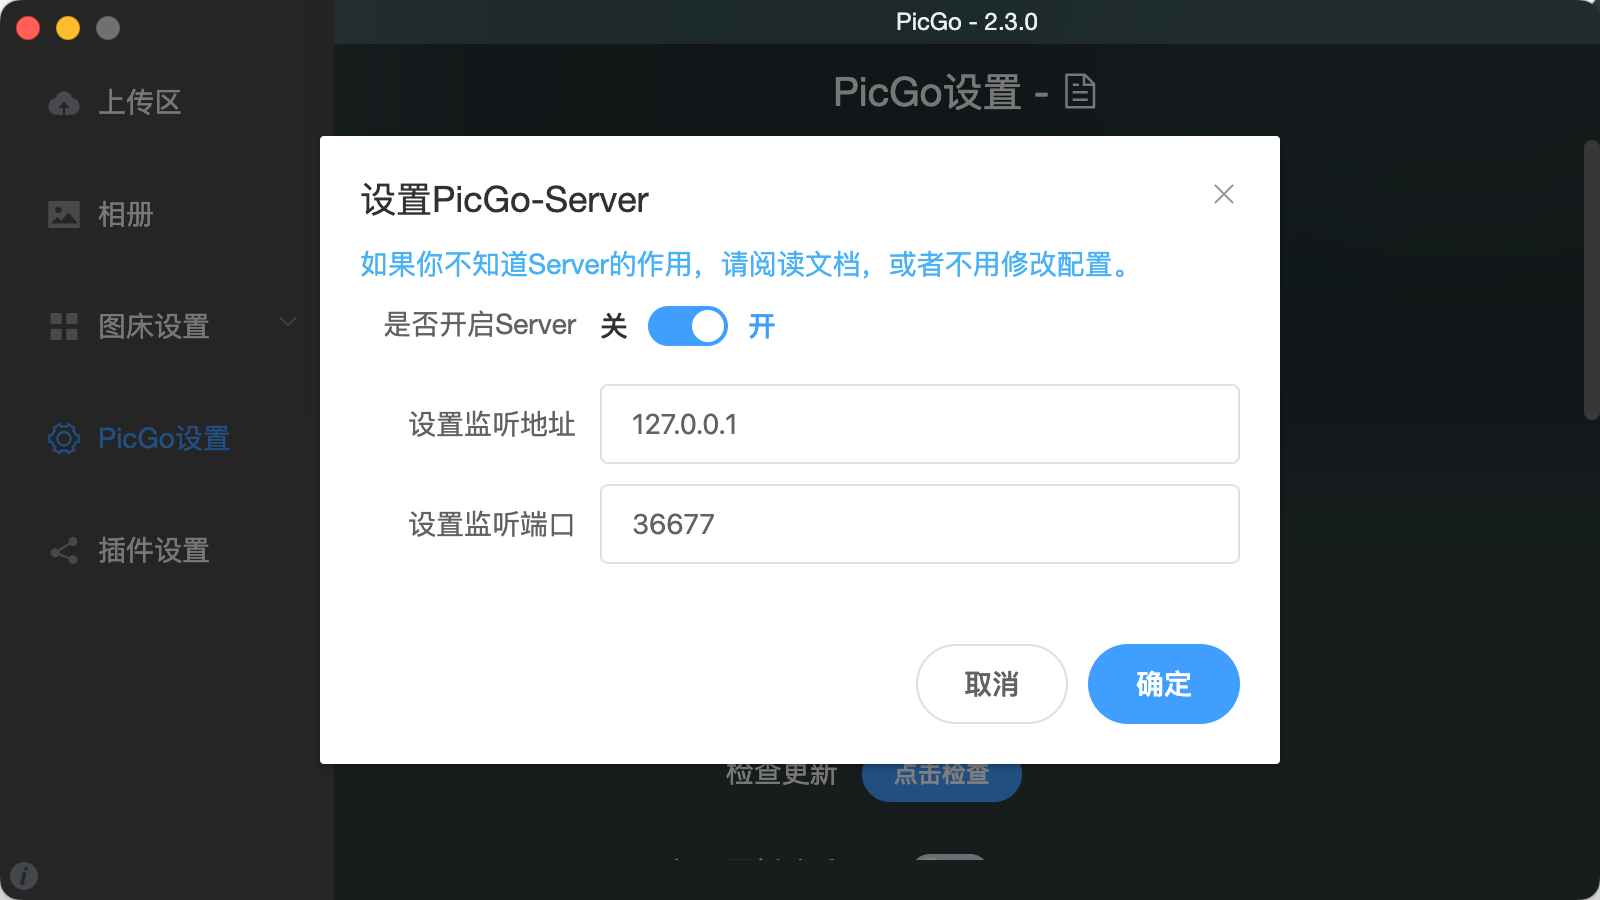 PicGo - 2.3.0
上传区
相册
图床设置
PicGo设置
插件设置
PicGo设置 -
设置PicGo-Server
如果你不知道Server的作用，请阅读文档，或者不用修改配置。
是否开启Server 关 开
设置监听地址 127.0.0.1
设置监听端口 36677
取消 确定
检查更新 点击检查